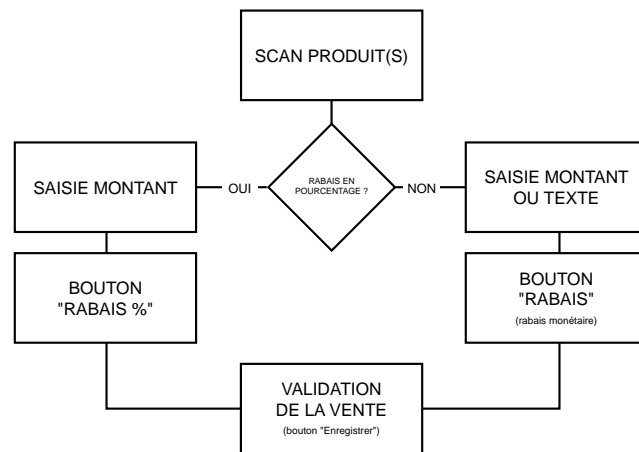 SCAN PRODUIT(S)
RABAIS EN
POURCENTAGE ?
OUI
NON
SAISIE MONTANT
SAISIE MONTANT
OU TEXTE
BOUTON
"RABAIS %"
BOUTON
"RABAIS"
(rabais monétaire)
VALIDATION
DE LA VENTE
(bouton "Enregistrer")